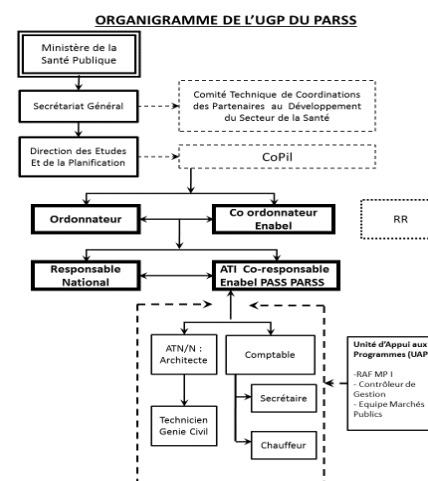 ORGANIGRAMME DE L'UGP DU PARSS
Ministère de la
Santé Publique
Secrétariat Général
Comité Technique de Coordinations
des Partenaires au Développement
du Secteur de la Santé
Direction des Etudes
Et de la Planification
CoPil
Ordonnateur
Co ordonnateur
Enabel
RR
Responsable
National
ATI Co-responsable
Enabel PASS PARSS
ATN/N :
Architecte
Comptable
Technicien
Genie Civil
Secrétaire
Chauffeur
Unité d'Appui aux
Programmes (UAP
-RAF MP I
- Contrôleur de
Gestion
- Equipe Marchés
Publics